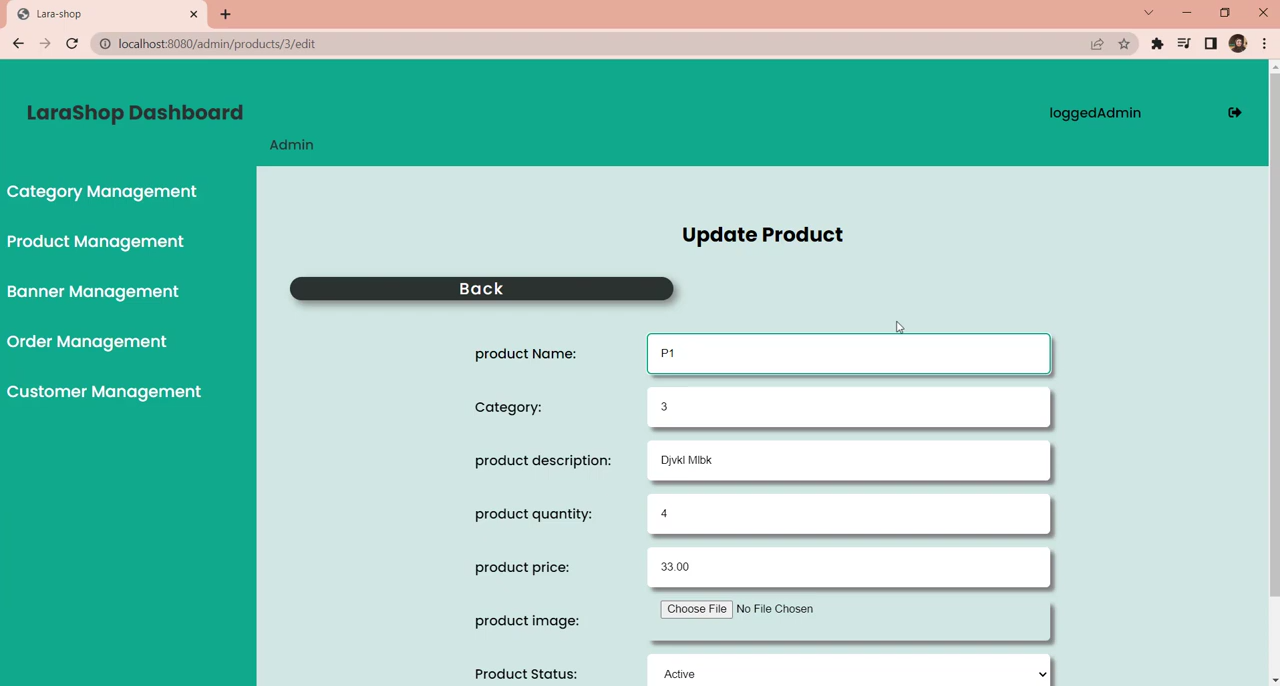 Lara-shop
localhost:8080/admin/products/3/edit
LaraShop Dashboard
loggedAdmin
Admin
Category Management
Product Management
Banner Management
Order Management
Customer Management
Update Product
Back
product Name:
P1
Category:
3
product description:
Djvkl Mlbk
product quantity:
4
product price:
33.00
product image:
Choose File No File Chosen
Product Status:
Active